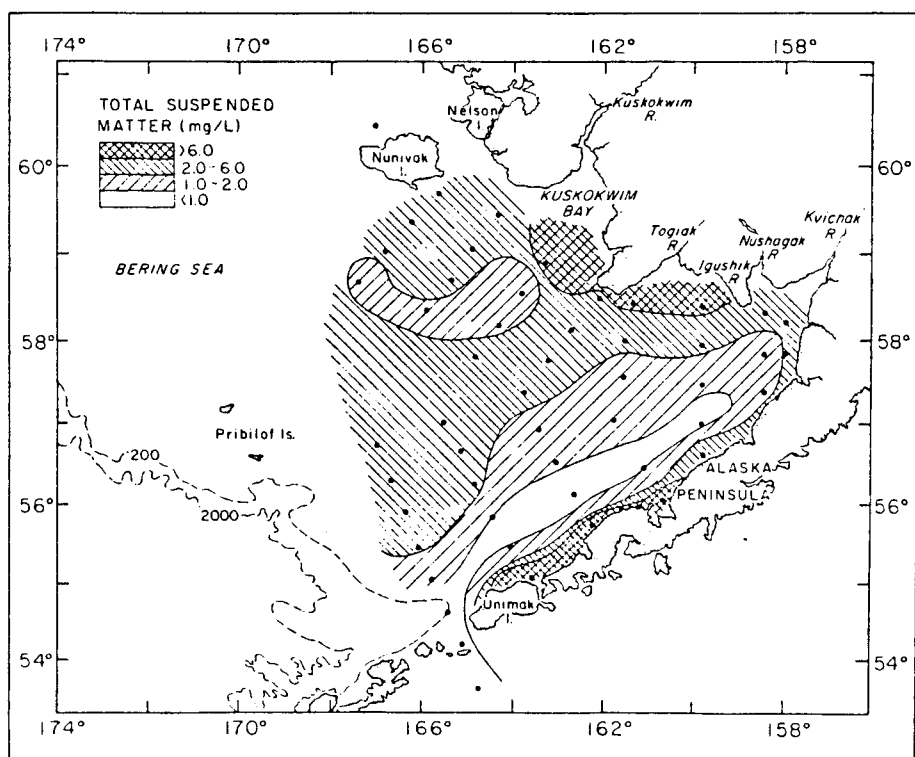 174° 170° 166° 162° 158°
TOTAL SUSPENDED
MATTER (mg/L)
>6.0
2.0-6.0
1.0-2.0
<1.0
Nelson
I.
Kuskokwim
R.
60° 60°
Nunivak
I.
KUSKOKWIM
BAY
Togiak
R.
Kvichak
R.
Nushagak
R.
Igushik
R.
BERING SEA
58° 58°
Pribilof Is.
200
ALASKA
PENINSULA
56° 56°
2000
Unimak
I.
54° 54°
174° 170° 166° 162° 158°